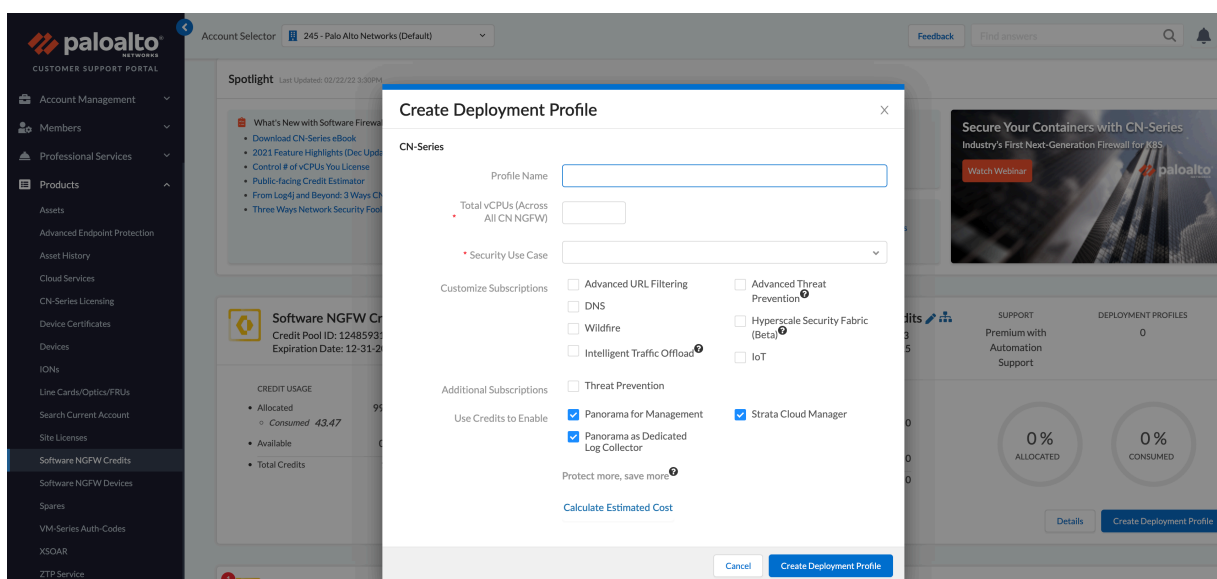 paloalto
NETWORKS
CUSTOMER SUPPORT PORTAL
Account Management
Members
Professional Services
Products
Assets
Advanced Endpoint Protection
Asset History
Cloud Services
CN-Series Licensing
Device Certificates
Devices
IONs
Line Cards/Optics/FRUs
Search Current Account
Site Licenses
Software NGFW Credits
Software NGFW Devices
Spares
VM-Series Auth-Codes
XSOAR
ZTP Service
Account Selector
245 - Palo Alto Networks (Default)
Feedback
Find answers
Spotlight
Last Updated: 02/22/22 3:30PM
What's New with Software Firewa
Download CN-Series eBook
2021 Feature Highlights (Dec Upda
Control # of vCPUs You License
Public-facing Credit Estimator
From Log4j and Beyond: 3 Ways CN
Three Ways Network Security Fool
Secure Your Containers with CN-Series
Industry's First Next-Generation Firewall for K8S
Watch Webinar
paloalto
Software NGFW Cr
Credit Pool ID: 12485931
Expiration Date: 12-31-2
CREDIT USAGE
Allocated
99
Consumed 43.47
Available
Total Credits
Create Deployment Profile
X
CN-Series
Profile Name
Total vCPUs (Across
* All CN NGFW)
* Security Use Case
Customize Subscriptions
Advanced URL Filtering
DNS
Wildfire
Intelligent Traffic Offload ?
Advanced Threat
Prevention ?
Hyperscale Security Fabric
(Beta) ?
IoT
Additional Subscriptions
Threat Prevention
Use Credits to Enable
Panorama for Management
Strata Cloud Manager
Panorama as Dedicated
Log Collector
Protect more, save more ?
Calculate Estimated Cost
Cancel
Create Deployment Profile
dits
3
5
SUPPORT
Premium with
Automation
Support
DEPLOYMENT PROFILES
0
0
0
0
0 %
ALLOCATED
0 %
CONSUMED
Details
Create Deployment Profile